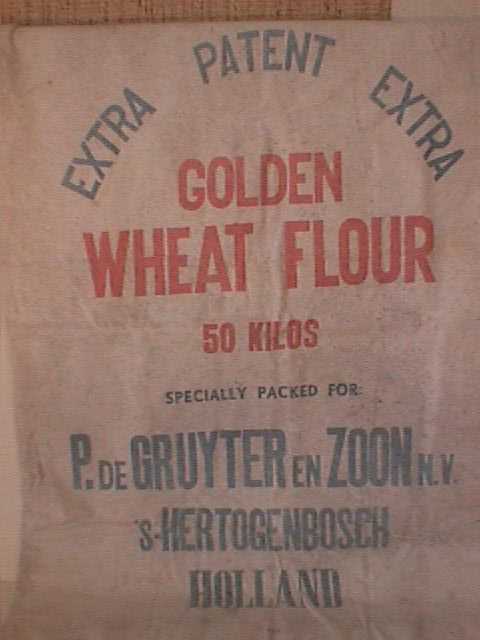 EXTRA PATENT EXTRA
GOLDEN
WHEAT FLOUR
50 KILOS
SPECIALLY PACKED FOR:
P. DE GRUYTER EN ZOON N.V.
'S-HERTOGENBOSCH
HOLLAND